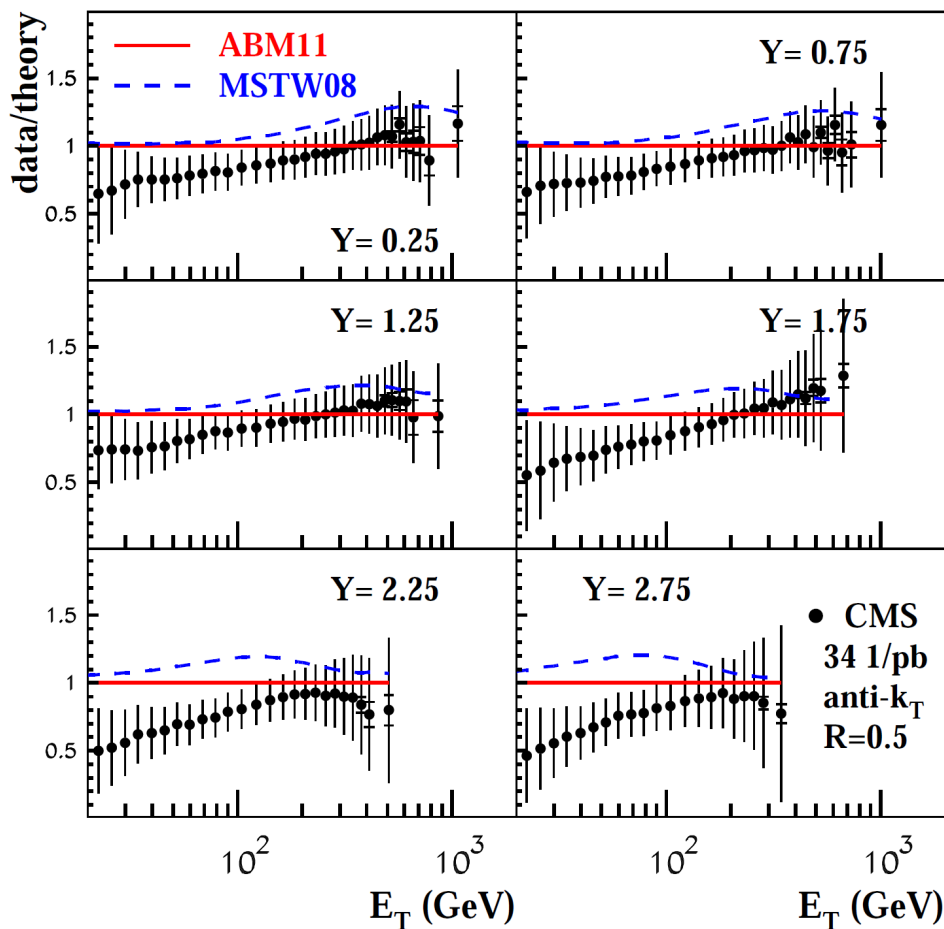 data/theory
ABM11
MSTW08
1.5
1
0.5
Y= 0.25
Y= 0.75
1.5
1
0.5
Y= 1.25
Y= 1.75
1.5
1
0.5
Y= 2.25
Y= 2.75
CMS
34 1/pb
anti-k_T
R=0.5
10^2 10^3 10^2 10^3
E_T (GeV) E_T (GeV)